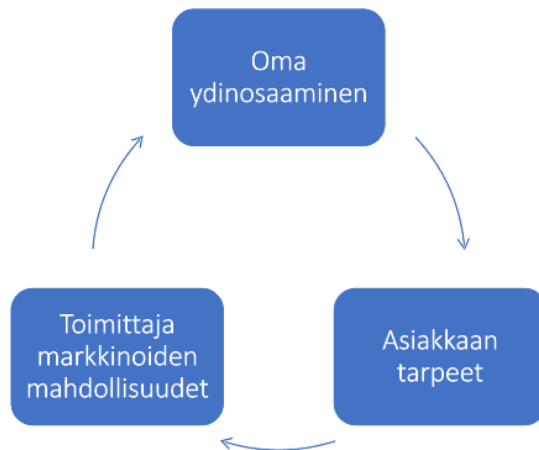 Oma
ydinosaaminen
Toimittaja
markkinoiden
mahdollisuudet
Asiakkaan
tarpeet